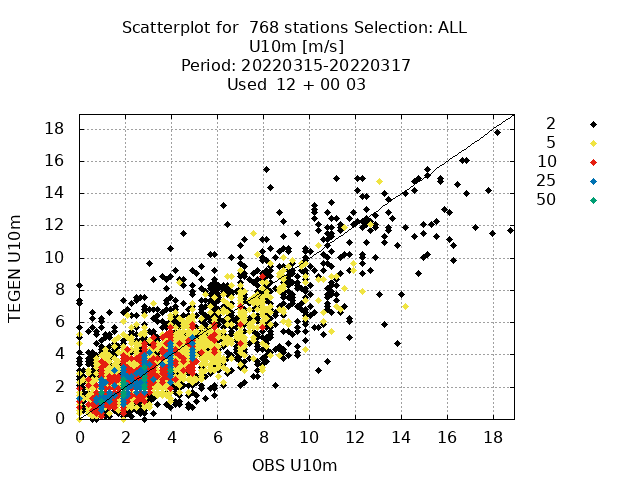 Scatterplot for  768 stations Selection: ALL
U10m [m/s]
Period: 20220315-20220317
Used  12 + 00 03
TEGEN U10m
18
16
14
12
10
8
6
4
2
0
0 2 4 6 8 10 12 14 16 18
OBS U10m
2
5
10
25
50